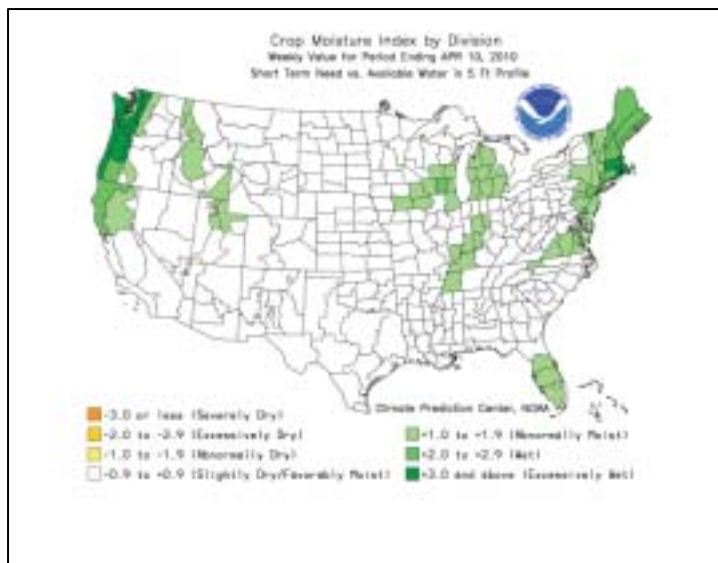 Crop Moisture Index by Division
Weekly Value for Period Ending APR 10, 2010
Short Term Need vs. Available Water in 5 Ft Profile
Climate Prediction Center, NOAA
-3.0 or less (Severely Dry)
-2.0 to -2.9 (Excessively Dry)
-1.0 to -1.9 (Abnormally Dry)
-0.9 to +0.9 (Slightly Dry/Favorably Moist)
+1.0 to +1.9 (Abnormally Moist)
+2.0 to +2.9 (Wet)
+3.0 and above (Excessively Wet)